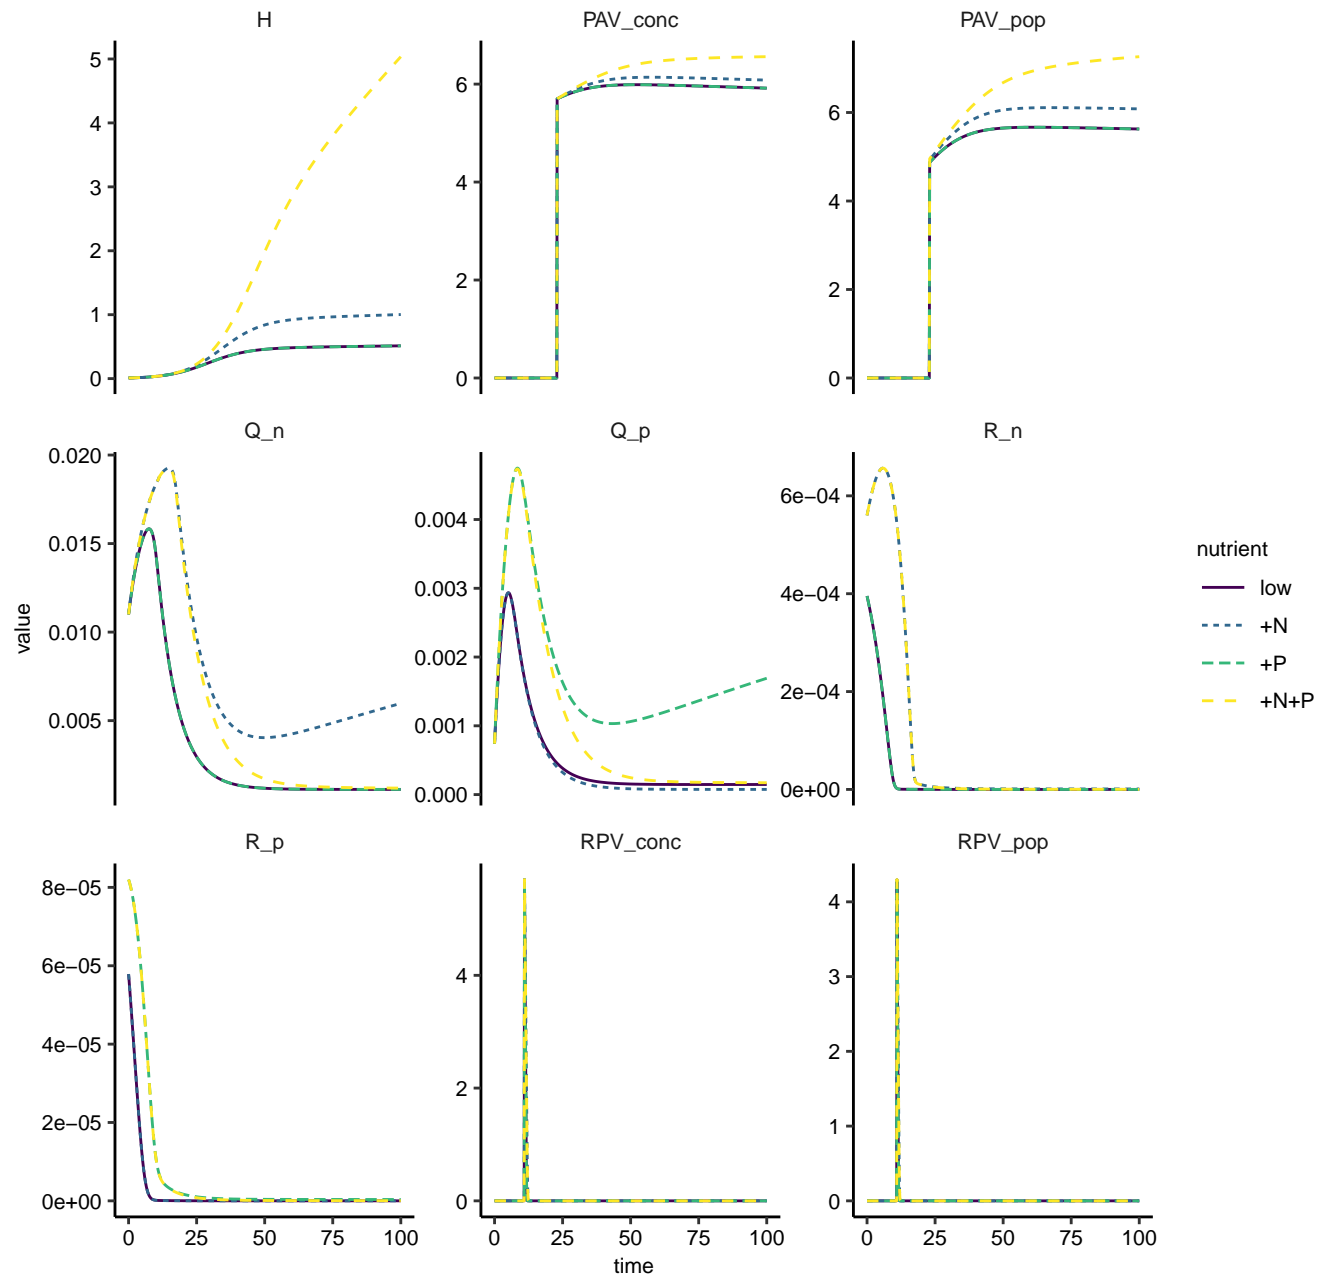 H
PAV_conc
PAV_pop
5
4
3
2
1
0
6
4
2
0
6
4
2
0
Q_n
Q_p
R_n
0.020
0.015
0.010
0.005
0.004
0.003
0.002
0.001
0.000
6e−04
4e−04
2e−04
0e+00
R_p
RPV_conc
RPV_pop
8e−05
6e−05
4e−05
2e−05
0e+00
4
2
0
4
3
2
1
0
0 25 50 75 100
0 25 50 75 100
0 25 50 75 100
time
value
nutrient
low
+N
+P
+N+P